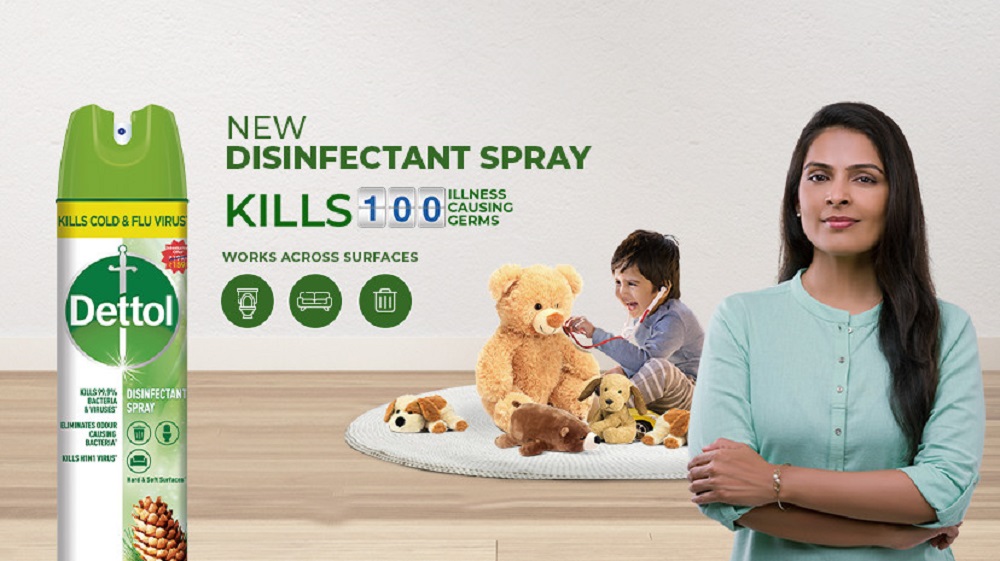 NEW
DISINFECTANT SPRAY
KILLS 100 ILLNESS
CAUSING
GERMS
WORKS ACROSS SURFACES
KILLS COLD & FLU VIRUS*
Dettol
KILLS 99.9%
BACTERIA
& VIRUSES*
ELIMINATES ODOUR
CAUSING
BACTERIA*
KILLS H1N1 VIRUS*
DISINFECTANT
SPRAY
Hard & Soft Surfaces